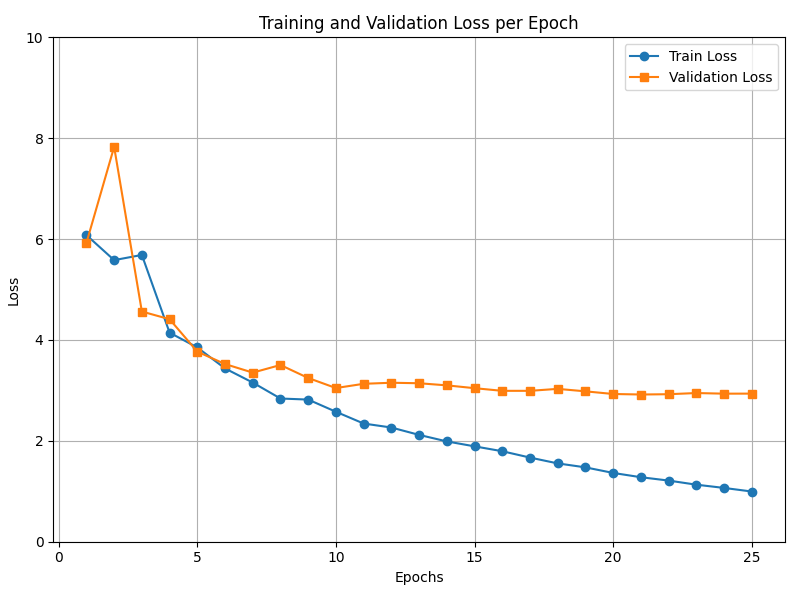 Training and Validation Loss per Epoch
Train Loss
Validation Loss
10
8
6
4
2
0
Loss
0 5 10 15 20 25
Epochs